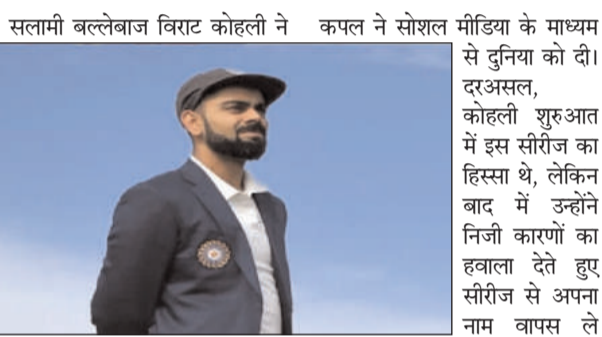 सलामी बल्लेबाज विराट कोहली ने
कपल ने सोशल मीडिया के माध्यम
से दुनिया को दी।
दरअसल,
कोहली शुरुआत
में इस सीरीज का
हिस्सा थे, लेकिन
बाद में उन्होंने
निजी कारणों का
हवाला देते हुए
सीरीज से अपना
नाम वापस ले